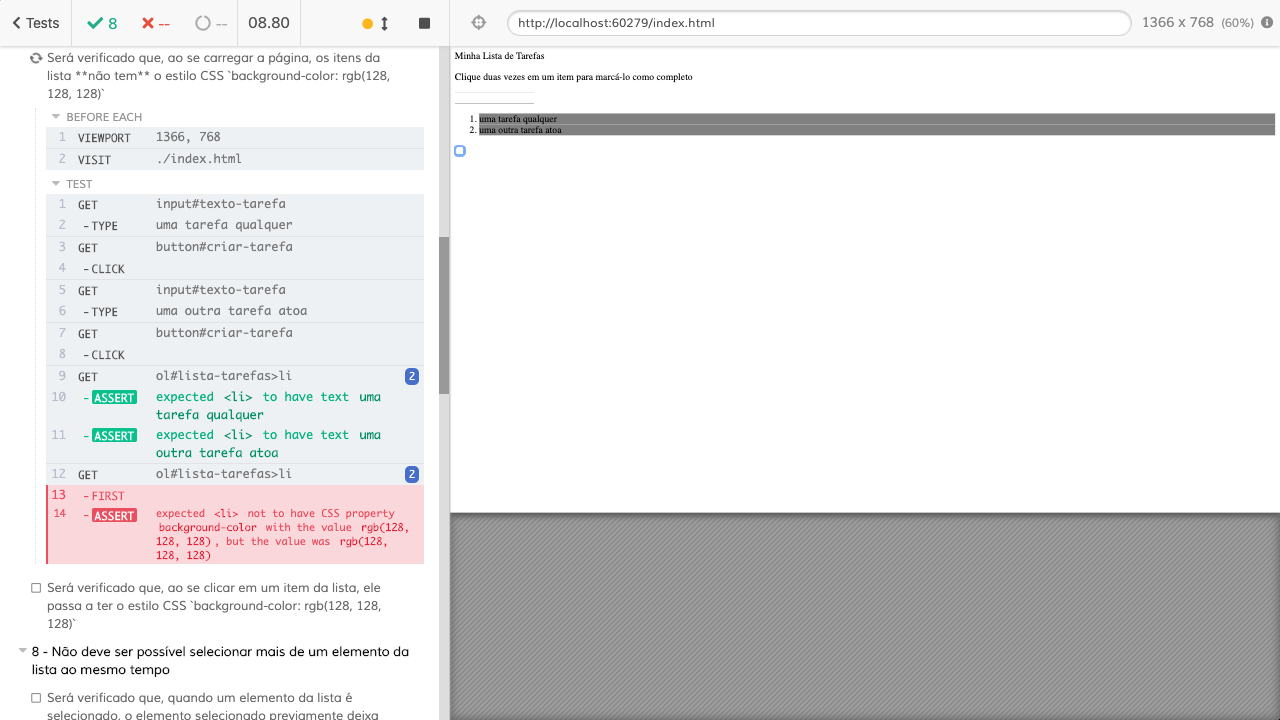 Tests
8
--
--
08.80
http://localhost:60279/index.html
1366 x 768 (60%)
Será verificado que, ao se carregar a página, os itens da
lista **não tem** o estilo CSS `background-color: rgb(128,
128, 128)`
BEFORE EACH
1 VIEWPORT 1366, 768
2 VISIT ./index.html
TEST
1 GET input#texto-tarefa
2 -TYPE uma tarefa qualquer
3 GET button#criar-tarefa
4 -CLICK
5 GET input#texto-tarefa
6 -TYPE uma outra tarefa atoa
7 GET button#criar-tarefa
8 -CLICK
9 GET ol#lista-tarefas>li 2
10 -ASSERT expected <li> to have text uma
tarefa qualquer
11 -ASSERT expected <li> to have text uma
outra tarefa atoa
12 GET ol#lista-tarefas>li 2
13 -FIRST
14 -ASSERT expected <li> not to have CSS property
background-color with the value rgb(128,
128, 128), but the value was rgb(128,
128, 128)
Será verificado que, ao se clicar em um item da lista, ele
passa a ter o estilo CSS `background-color: rgb(128, 128,
128)`
8 - Não deve ser possível selecionar mais de um elemento da
lista ao mesmo tempo
Será verificado que, quando um elemento da lista é
selecionado, o elemento selecionado previamente deixa
Minha Lista de Tarefas
Clique duas vezes em um item para marcá-lo como completo
1. uma tarefa qualquer
2. uma outra tarefa atoa